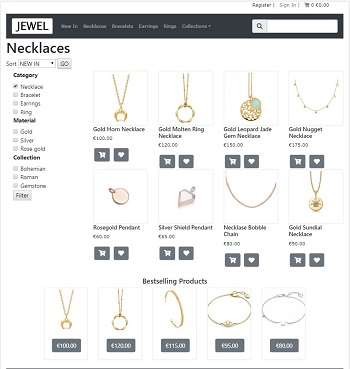 Register | Sign In | 0 €0.00
JEWEL New In Necklaces Bracelets Earrings Rings Collections
Necklaces
Sort NEW IN GO
Category
Necklace
Bracelet
Earrings
Ring
Material
Gold
Silver
Rose gold
Collection
Bohemian
Roman
Gemstone
Filter
Gold Horn Necklace
€100.00
Gold Molten Ring
Necklace
€120.00
Gold Leopard Jade
Gem Necklace
€150.00
Gold Nugget
Necklace
€175.00
Rosegold Pendant
€60.00
Silver Shield Pendant
€65.00
Necklace Bobble
Chain
€80.00
Gold Sundial
Necklace
€90.00
Bestselling Products
€100.00
€120.00
€115.00
€95.00
€80.00